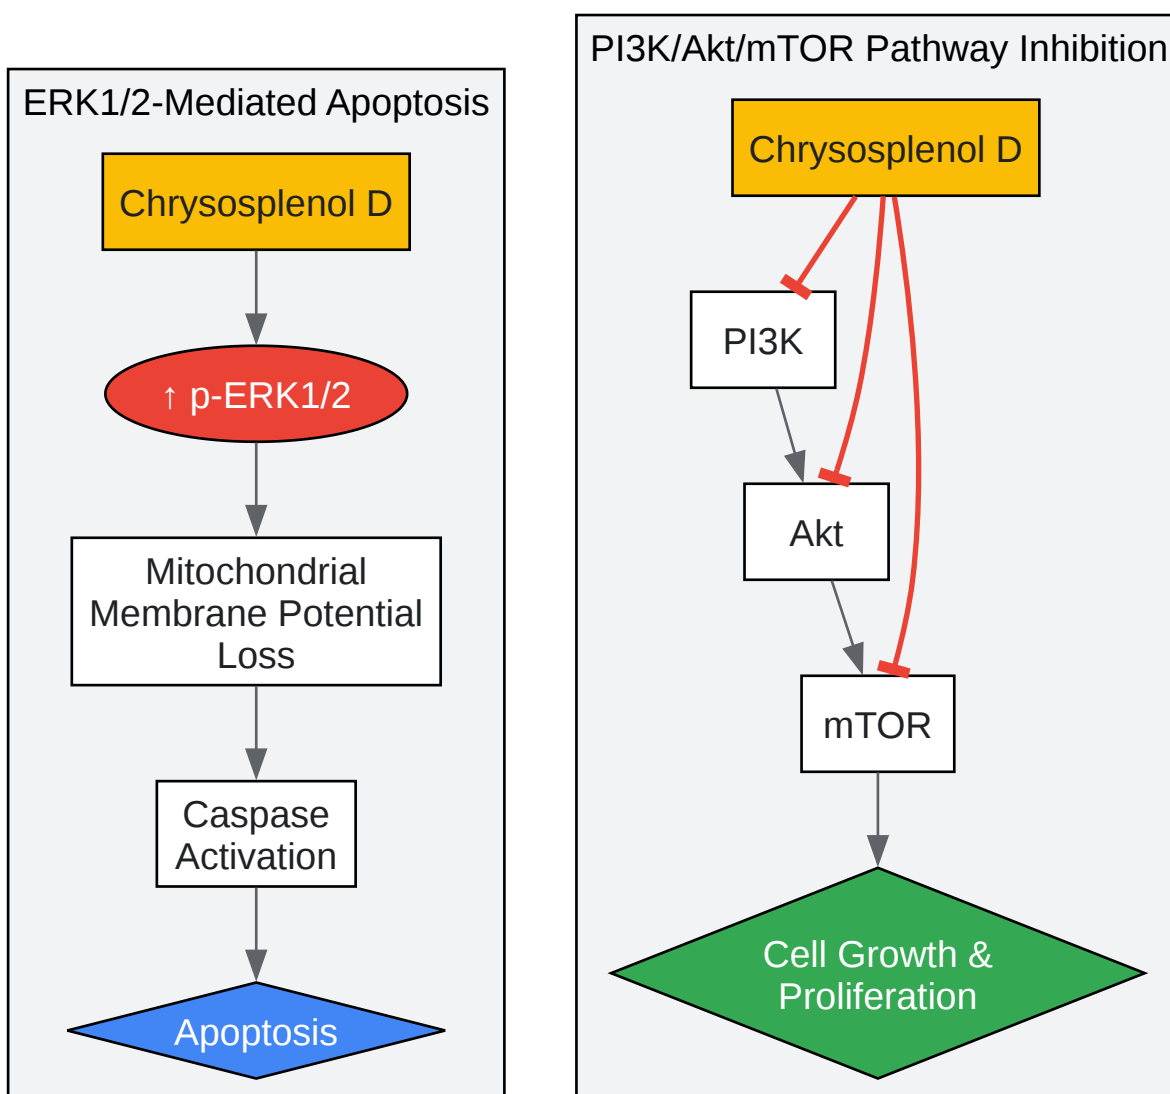 ERK1/2-Mediated Apoptosis
Chrysosplenol D
↑ p-ERK1/2
Mitochondrial
Membrane Potential
Loss
Caspase
Activation
Apoptosis
PI3K/Akt/mTOR Pathway Inhibition
Chrysosplenol D
PI3K
Akt
mTOR
Cell Growth &
Proliferation